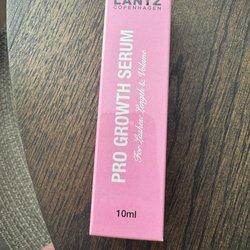 LANTZ
COPENHAGEN
PRO GROWTH SERUM
For Lashes, Length & Volume
10ml